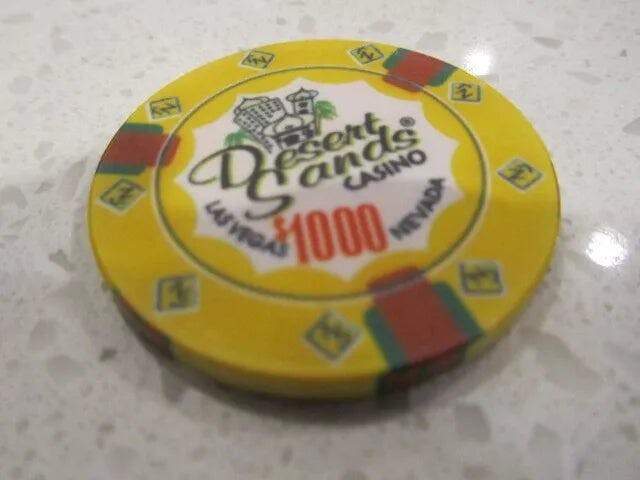 Desert
Sands®
CASINO
LAS VEGAS NEVADA
$1000